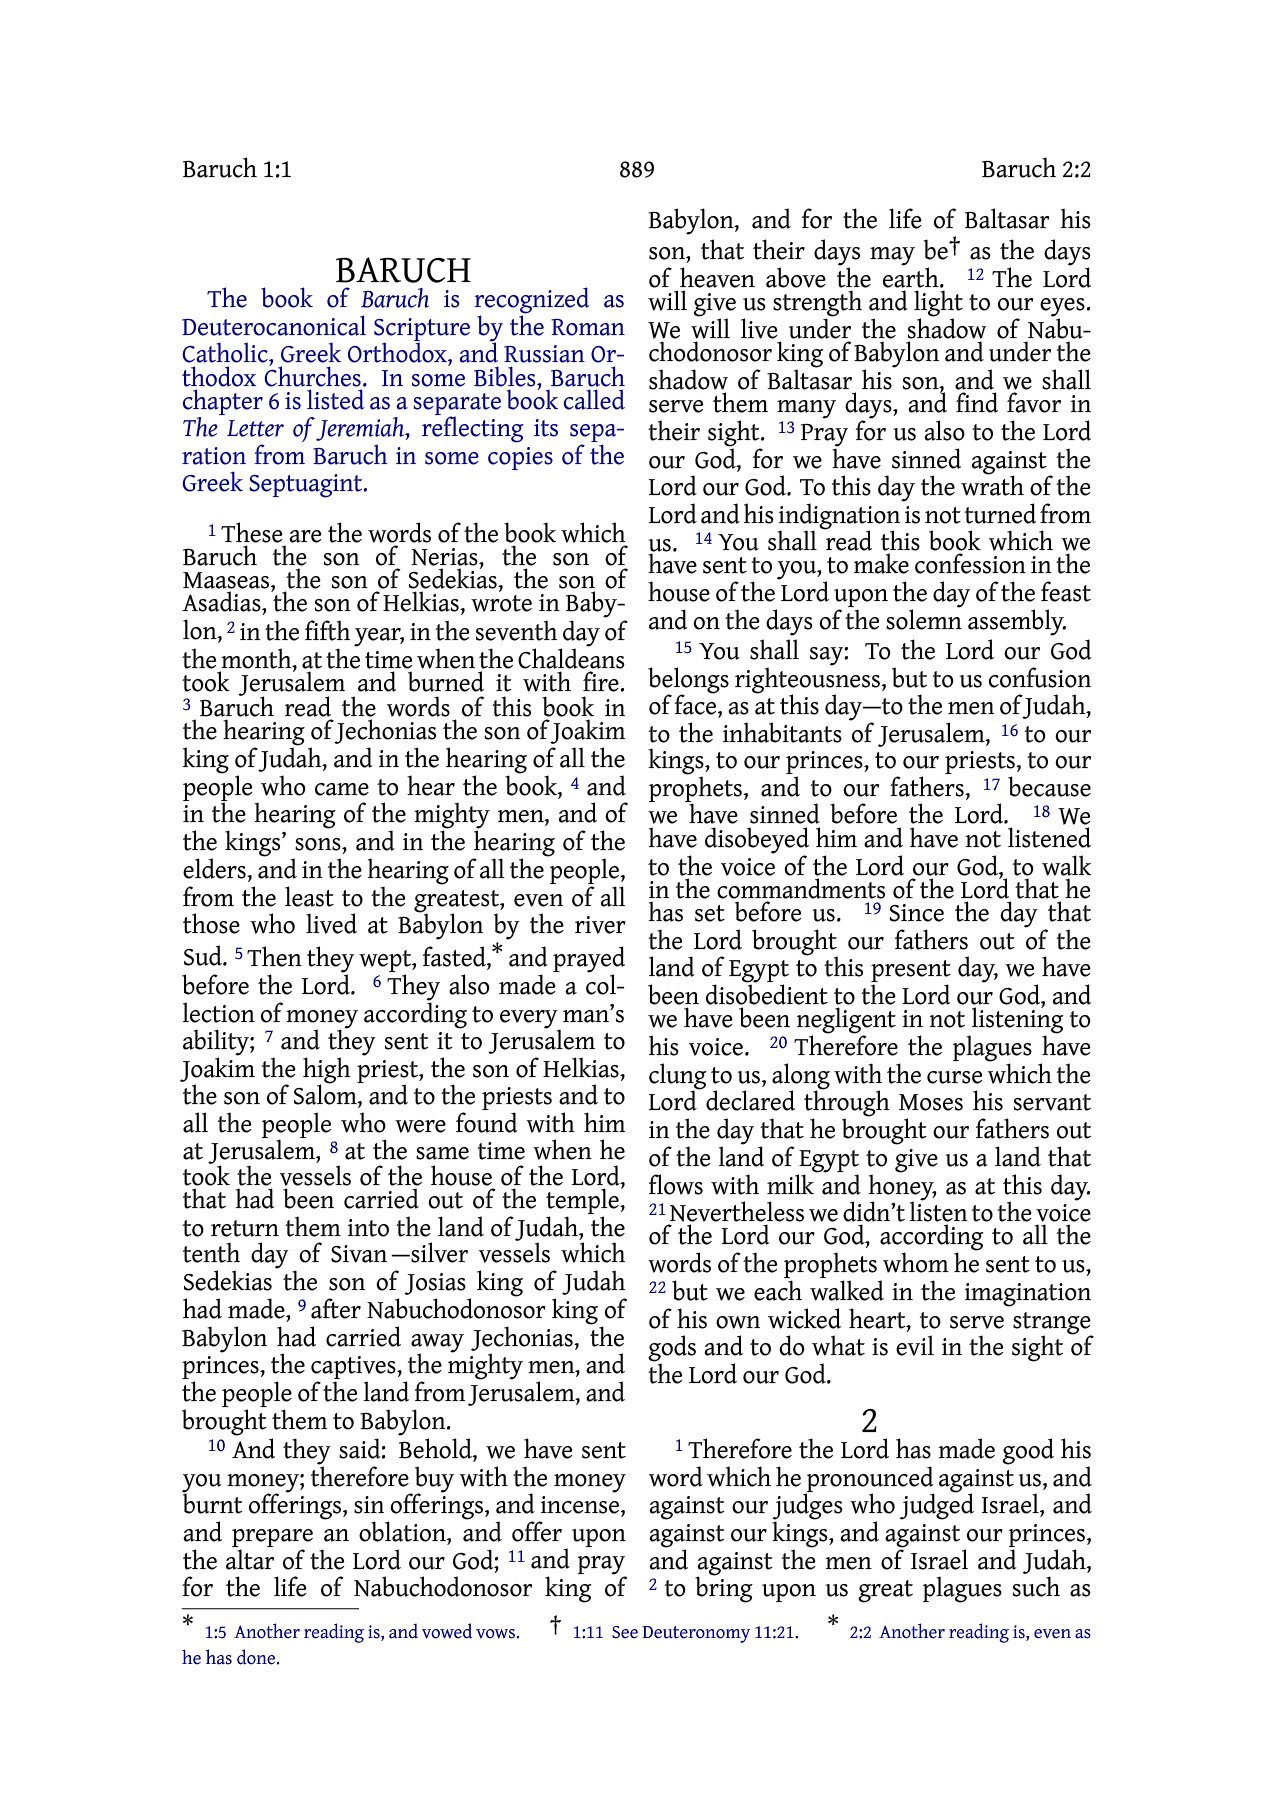 Baruch 1:1 889 Baruch 2:2
BARUCH
The book of Baruch is recognized as
Deuterocanonical Scripture by the Roman
Catholic, Greek Orthodox, and Russian Or-
thodox Churches. In some Bibles, Baruch
chapter 6 is listed as a separate book called
The Letter of Jeremiah, reflecting its sepa-
ration from Baruch in some copies of the
Greek Septuagint.
1 These are the words of the book which
Baruch the son of Nerias, the son of
Maaseas, the son of Sedekias, the son of
Asadias, the son of Helkias, wrote in Baby-
lon, 2 in the fifth year, in the seventh day of
the month, at the time when the Chaldeans
took Jerusalem and burned it with fire.
3 Baruch read the words of this book in
the hearing of Jechonias the son of Joakim
king of Judah, and in the hearing of all the
people who came to hear the book, 4 and
in the hearing of the mighty men, and of
the kings’ sons, and in the hearing of the
elders, and in the hearing of all the people,
from the least to the greatest, even of all
those who lived at Babylon by the river
Sud. 5 Then they wept, fasted,* and prayed
before the Lord. 6 They also made a col-
lection of money according to every man’s
ability; 7 and they sent it to Jerusalem to
Joakim the high priest, the son of Helkias,
the son of Salom, and to the priests and to
all the people who were found with him
at Jerusalem, 8 at the same time when he
took the vessels of the house of the Lord,
that had been carried out of the temple,
to return them into the land of Judah, the
tenth day of Sivan—silver vessels which
Sedekias the son of Josias king of Judah
had made, 9 after Nabuchodonosor king of
Babylon had carried away Jechonias, the
princes, the captives, the mighty men, and
the people of the land from Jerusalem, and
brought them to Babylon.
10 And they said: Behold, we have sent
you money; therefore buy with the money
burnt offerings, sin offerings, and incense,
and prepare an oblation, and offer upon
the altar of the Lord our God; 11 and pray
for the life of Nabuchodonosor king of
Babylon, and for the life of Baltasar his
son, that their days may be† as the days
of heaven above the earth. 12 The Lord
will give us strength and light to our eyes.
We will live under the shadow of Nabu-
chodonosor king of Babylon and under the
shadow of Baltasar his son, and we shall
serve them many days, and find favor in
their sight. 13 Pray for us also to the Lord
our God, for we have sinned against the
Lord our God. To this day the wrath of the
Lord and his indignation is not turned from
us. 14 You shall read this book which we
have sent to you, to make confession in the
house of the Lord upon the day of the feast
and on the days of the solemn assembly.
15 You shall say: To the Lord our God
belongs righteousness, but to us confusion
of face, as at this day—to the men of Judah,
to the inhabitants of Jerusalem, 16 to our
kings, to our princes, to our priests, to our
prophets, and to our fathers, 17 because
we have sinned before the Lord. 18 We
have disobeyed him and have not listened
to the voice of the Lord our God, to walk
in the commandments of the Lord that he
has set before us. 19 Since the day that
the Lord brought our fathers out of the
land of Egypt to this present day, we have
been disobedient to the Lord our God, and
we have been negligent in not listening to
his voice. 20 Therefore the plagues have
clung to us, along with the curse which the
Lord declared through Moses his servant
in the day that he brought our fathers out
of the land of Egypt to give us a land that
flows with milk and honey, as at this day.
21 Nevertheless we didn’t listen to the voice
of the Lord our God, according to all the
words of the prophets whom he sent to us,
22 but we each walked in the imagination
of his own wicked heart, to serve strange
gods and to do what is evil in the sight of
the Lord our God.
2
1 Therefore the Lord has made good his
word which he pronounced against us, and
against our judges who judged Israel, and
against our kings, and against our princes,
and against the men of Israel and Judah,
2 to bring upon us great plagues such as
* 1:5 Another reading is, and vowed vows. † 1:11 See Deuteronomy 11:21. * 2:2 Another reading is, even as
he has done.